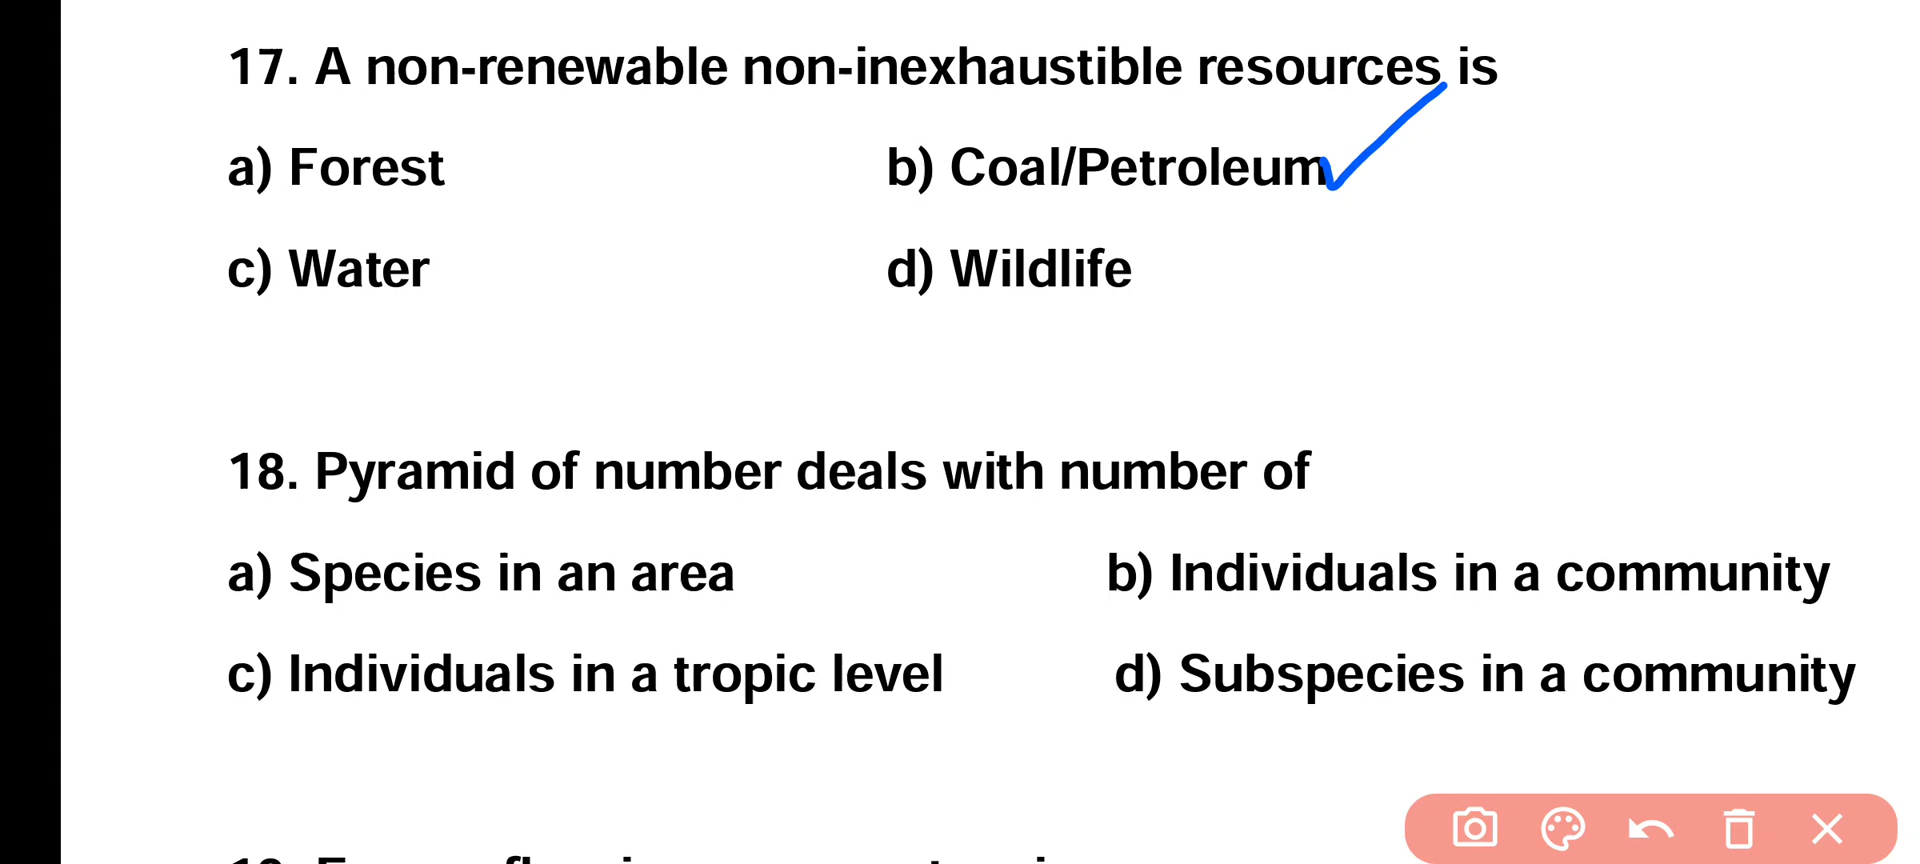 17. A non-renewable non-inexhaustible resources is
a) Forest b) Coal/Petroleum
c) Water d) Wildlife
18. Pyramid of number deals with number of
a) Species in an area b) Individuals in a community
c) Individuals in a tropic level d) Subspecies in a community